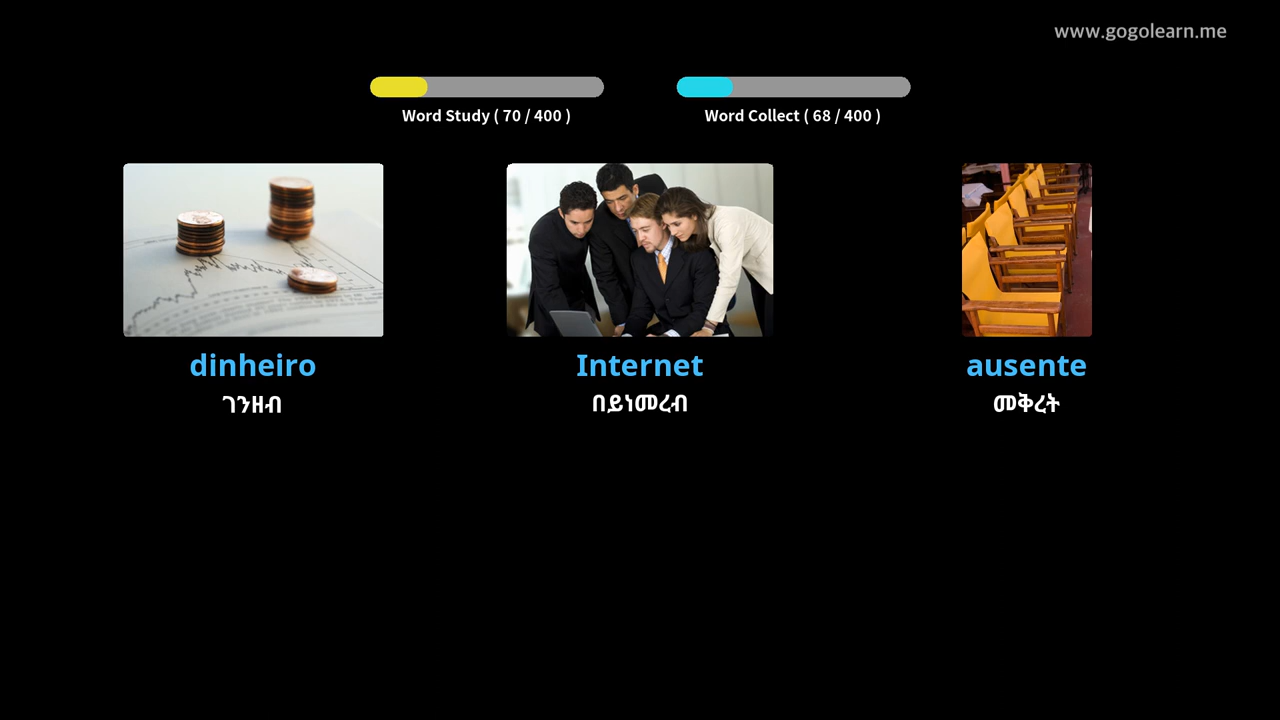 www.gogolearn.me
Word Study ( 70 / 400 )
Word Collect ( 68 / 400 )
dinheiro
ገንዘብ
Internet
በይነመረብ
ausente
መቅረት